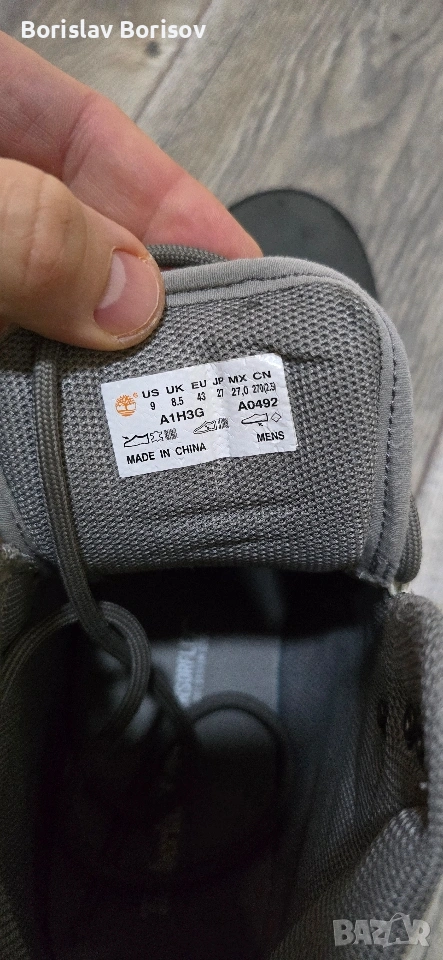 Borislav Borisov
US UK EU JP MX CN
9 8.5 43 27 27,0 270(2.5)
A1H3G A0492
MADE IN CHINA MENS
BAZAR